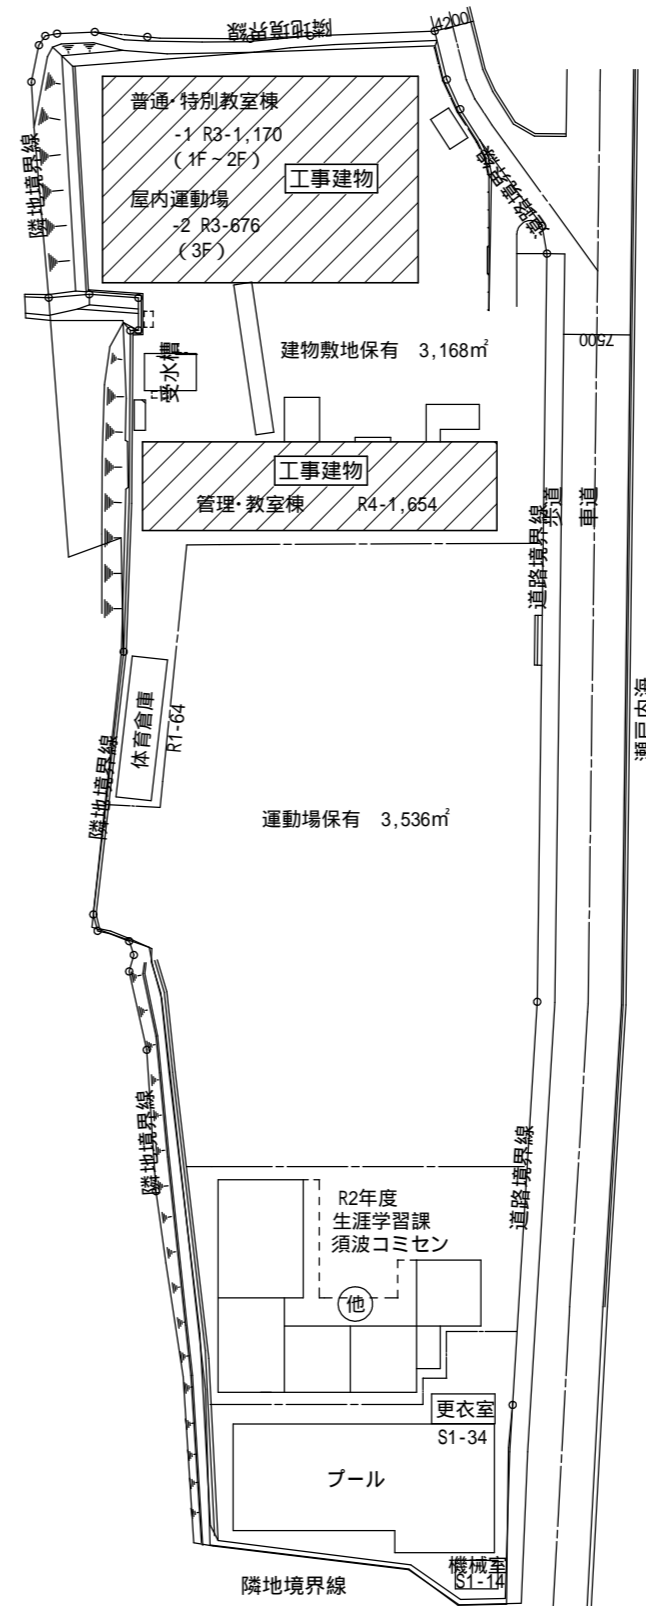 隣地境界線
4200
普通・特別教室棟
-1 R3-1,170
(1F～2F)
工事建物
屋内運動場
-2 R3-676
(3F)
隣地境界線
道路境界線
建物敷地保有 3,168㎡
7500
受水槽
工事建物
管理・教室棟 R4-1,654
歩道
車道
道路境界線
体育倉庫
R1-64
隣地境界線
瀬戸内海
運動場保有 3,536㎡
隣地境界線
道路境界線
R2年度
生涯学習課
須波コミセン
他
更衣室
S1-34
プール
機械室
S1-14
隣地境界線